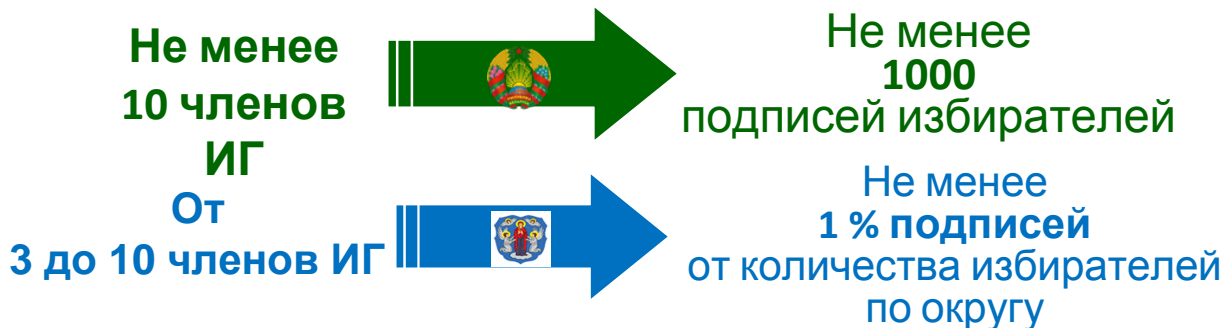 Не менее
10 членов
ИГ
Не менее
1000
подписей избирателей
От
3 до 10 членов ИГ
Не менее
1 % подписей
от количества избирателей
по округу